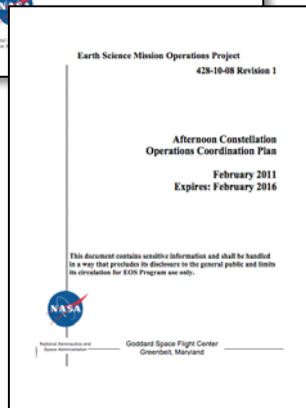 NASA
Earth Science Mission Operations Project
428-10-08 Revision 1
Afternoon Constellation
Operations Coordination Plan
February 2011
Expires: February 2016
This document contains sensitive information and shall be handled
in a way that precludes its disclosure to the general public and limits
its circulation for EOS Program use only.
NASA
National Aeronautics and
Space Administration
Goddard Space Flight Center
Greenbelt, Maryland